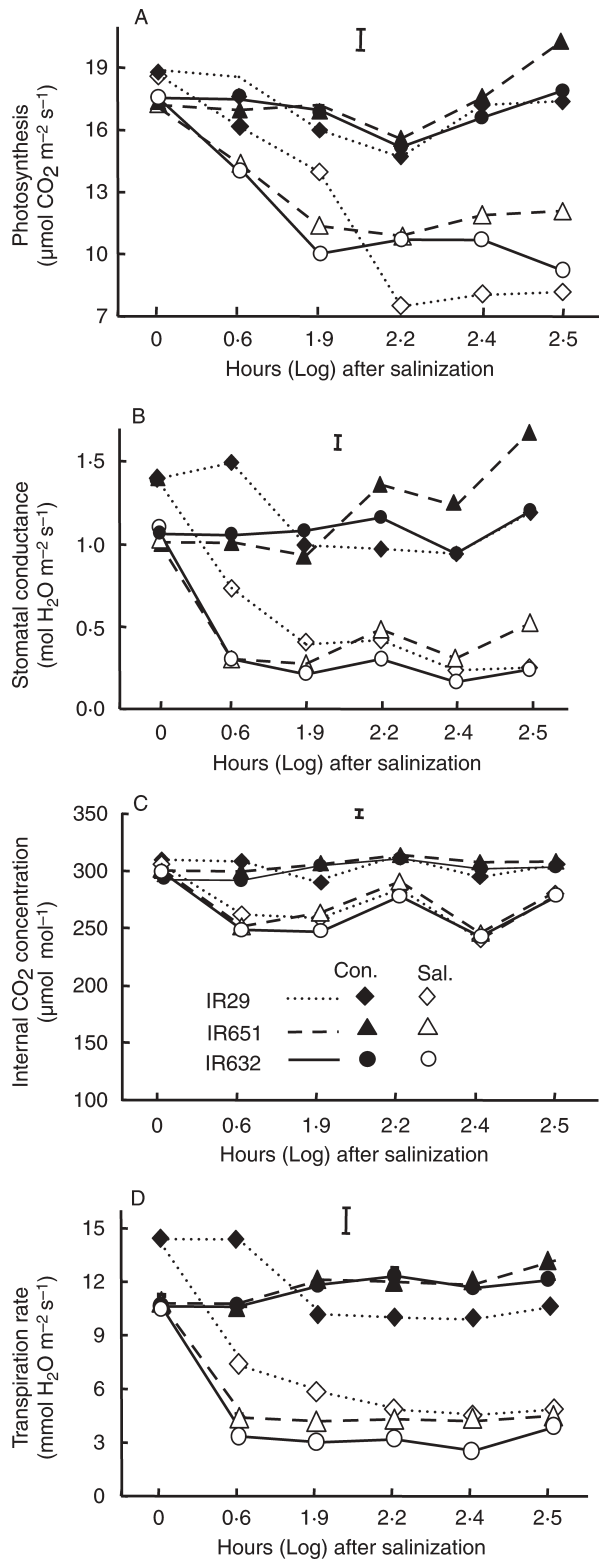 A
19
16
13
10
7
Photosynthesis
(µmol CO2 m–2 s–1)
0 0·6 1·9 2·2 2·4 2·5
Hours (Log) after salinization
B
1·5
1·0
0·5
0·0
Stomatal conductance
(mol H2O m–2 s–1)
0 0·6 1·9 2·2 2·4 2·5
Hours (Log) after salinization
C
350
300
250
200
150
100
Internal CO2 concentration
(µmol mol–1)
Con. Sal.
IR29
IR651
IR632
0 0·6 1·9 2·2 2·4 2·5
Hours (Log) after salinization
D
15
12
9
6
3
0
Transpiration rate
(mmol H2O m–2 s–1)
0 0·6 1·9 2·2 2·4 2·5
Hours (Log) after salinization